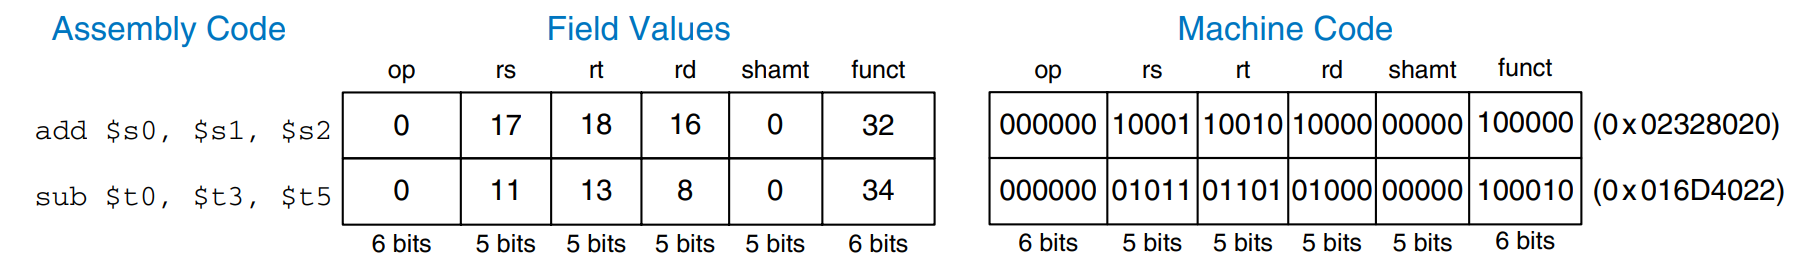 Assembly Code Field Values Machine Code
op rs rt rd shamt funct op rs rt rd shamt funct
add $s0, $s1, $s2 0 17 18 16 0 32 000000 10001 10010 10000 00000 100000 (0x02328020)
sub $t0, $t3, $t5 0 11 13 8 0 34 000000 01011 01101 01000 00000 100010 (0x016D4022)
6 bits 5 bits 5 bits 5 bits 5 bits 6 bits 6 bits 5 bits 5 bits 5 bits 5 bits 6 bits